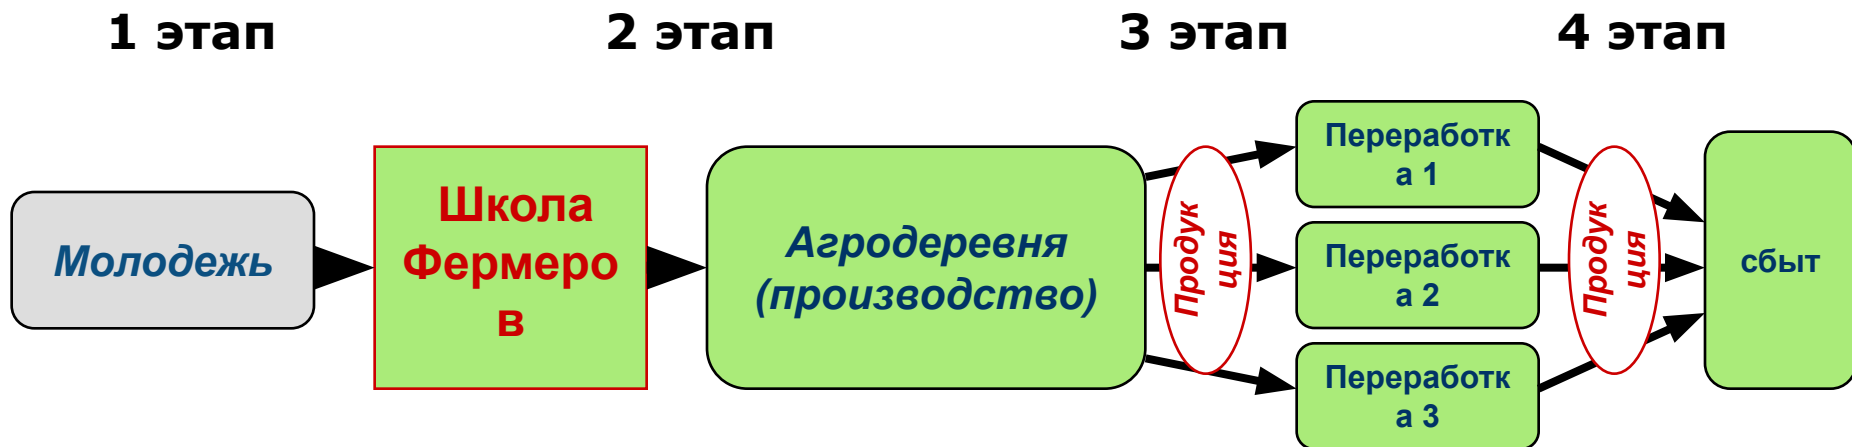 1 этап
2 этап
3 этап
4 этап
Молодежь
Школа
Фермеро
в
Агродеревня
(производство)
Продук
ция
Переработк
а 1
Переработк
а 2
Переработк
а 3
Продук
ция
сбыт